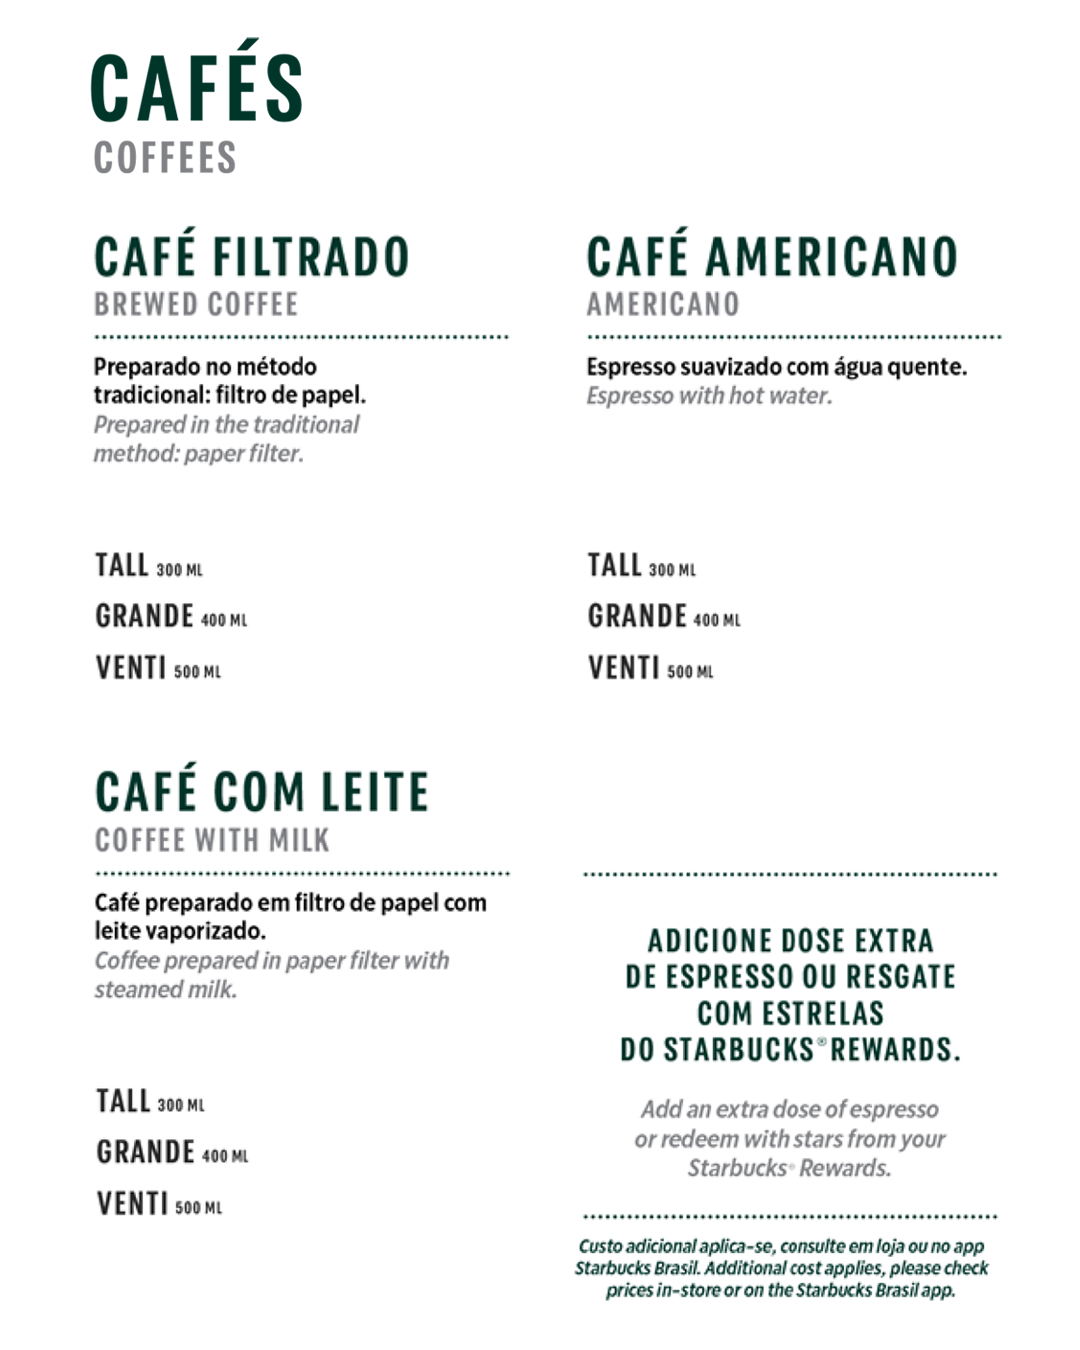 CAFÉS
COFFEES
CAFÉ FILTRADO
BREWED COFFEE
Preparado no método
tradicional: filtro de papel.
Prepared in the traditional
method: paper filter.
TALL 300 ML
GRANDE 400 ML
VENTI 500 ML
CAFÉ AMERICANO
AMERICANO
Espresso suavizado com água quente.
Espresso with hot water.
TALL 300 ML
GRANDE 400 ML
VENTI 500 ML
CAFÉ COM LEITE
COFFEE WITH MILK
Café preparado em filtro de papel com
leite vaporizado.
Coffee prepared in paper filter with
steamed milk.
TALL 300 ML
GRANDE 400 ML
VENTI 500 ML
ADICIONE DOSE EXTRA
DE ESPRESSO OU RESGATE
COM ESTRELAS
DO STARBUCKS® REWARDS.
Add an extra dose of espresso
or redeem with stars from your
Starbucks® Rewards.
Custo adicional aplica-se, consulte em loja ou no app
Starbucks Brasil. Additional cost applies, please check
prices in-store or on the Starbucks Brasil app.